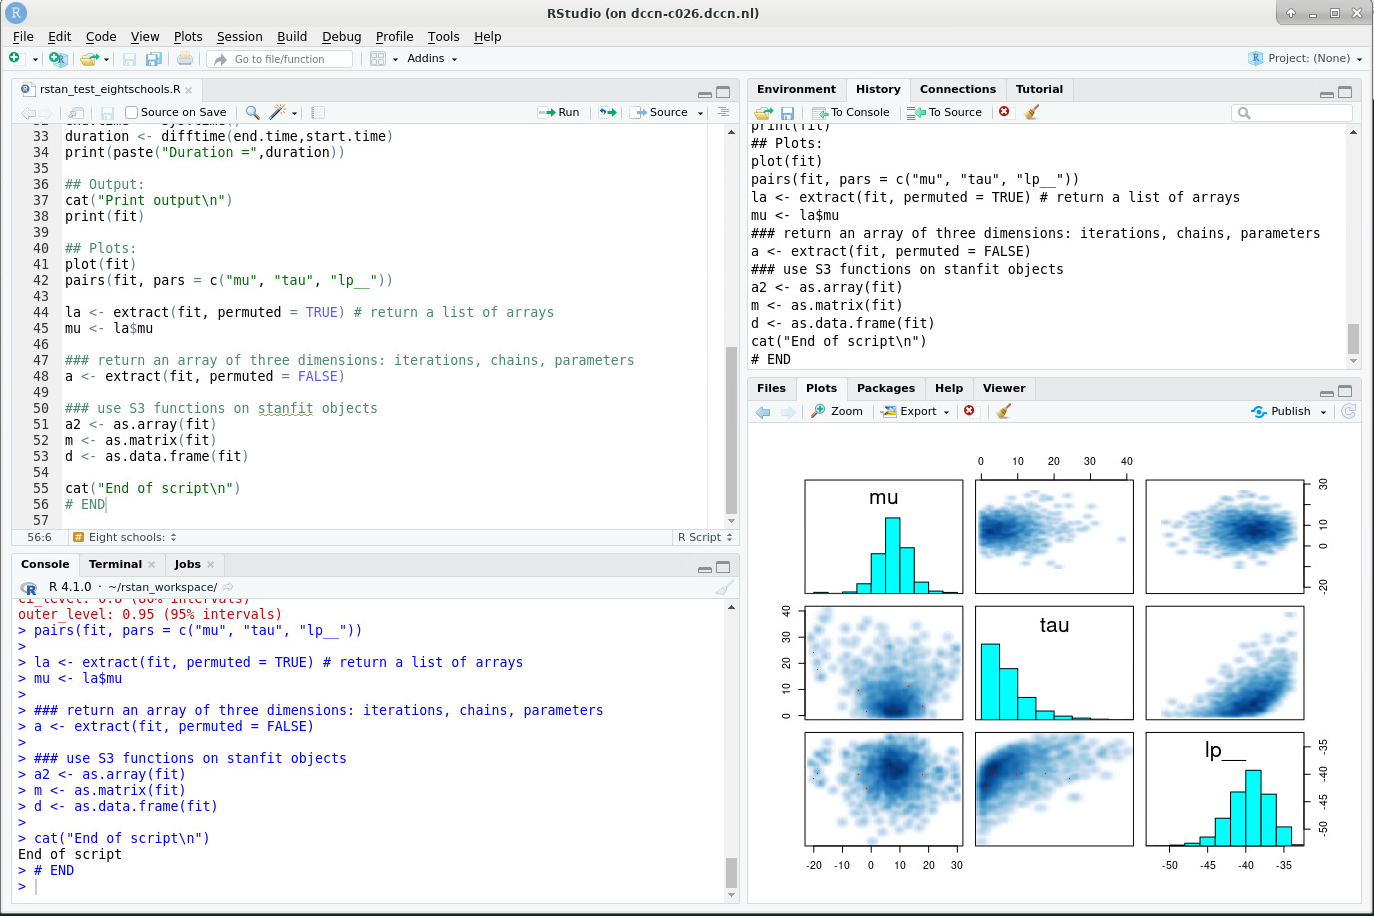 RStudio (on dccn-c026.dccn.nl)
File Edit Code View Plots Session Build Debug Profile Tools Help
Go to file/function Addins Project: (None)
rstan_test_eightschools.R
Source on Save Run Source
33 duration <- difftime(end.time,start.time)
34 print(paste("Duration =",duration))
35
36 ## Output:
37 cat("Print output\n")
38 print(fit)
39
40 ## Plots:
41 plot(fit)
42 pairs(fit, pars = c("mu", "tau", "lp__"))
43
44 la <- extract(fit, permuted = TRUE) # return a list of arrays
45 mu <- la$mu
46
47 ### return an array of three dimensions: iterations, chains, parameters
48 a <- extract(fit, permuted = FALSE)
49
50 ### use S3 functions on stanfit objects
51 a2 <- as.array(fit)
52 m <- as.matrix(fit)
53 d <- as.data.frame(fit)
54
55 cat("End of script\n")
56 # END
57
56:6 # Eight schools: R Script
Console Terminal Jobs
R 4.1.0 · ~/rstan_workspace/
ci_level: 0.8 (80% intervals)
outer_level: 0.95 (95% intervals)
> pairs(fit, pars = c("mu", "tau", "lp__"))
>
> la <- extract(fit, permuted = TRUE) # return a list of arrays
> mu <- la$mu
>
> ### return an array of three dimensions: iterations, chains, parameters
> a <- extract(fit, permuted = FALSE)
>
> ### use S3 functions on stanfit objects
> a2 <- as.array(fit)
> m <- as.matrix(fit)
> d <- as.data.frame(fit)
>
> cat("End of script\n")
End of script
> # END
>
Environment History Connections Tutorial
To Console To Source
print(fit)
## Plots:
plot(fit)
pairs(fit, pars = c("mu", "tau", "lp__"))
la <- extract(fit, permuted = TRUE) # return a list of arrays
mu <- la$mu
### return an array of three dimensions: iterations, chains, parameters
a <- extract(fit, permuted = FALSE)
### use S3 functions on stanfit objects
a2 <- as.array(fit)
m <- as.matrix(fit)
d <- as.data.frame(fit)
cat("End of script\n")
# END
Files Plots Packages Help Viewer
Zoom Export Publish
0 10 20 30 40
mu
30
10
0
-20
40
30
20
10
0
tau
lp__
-35
-40
-45
-50
-20 -10 0 10 20 30
-50 -45 -40 -35